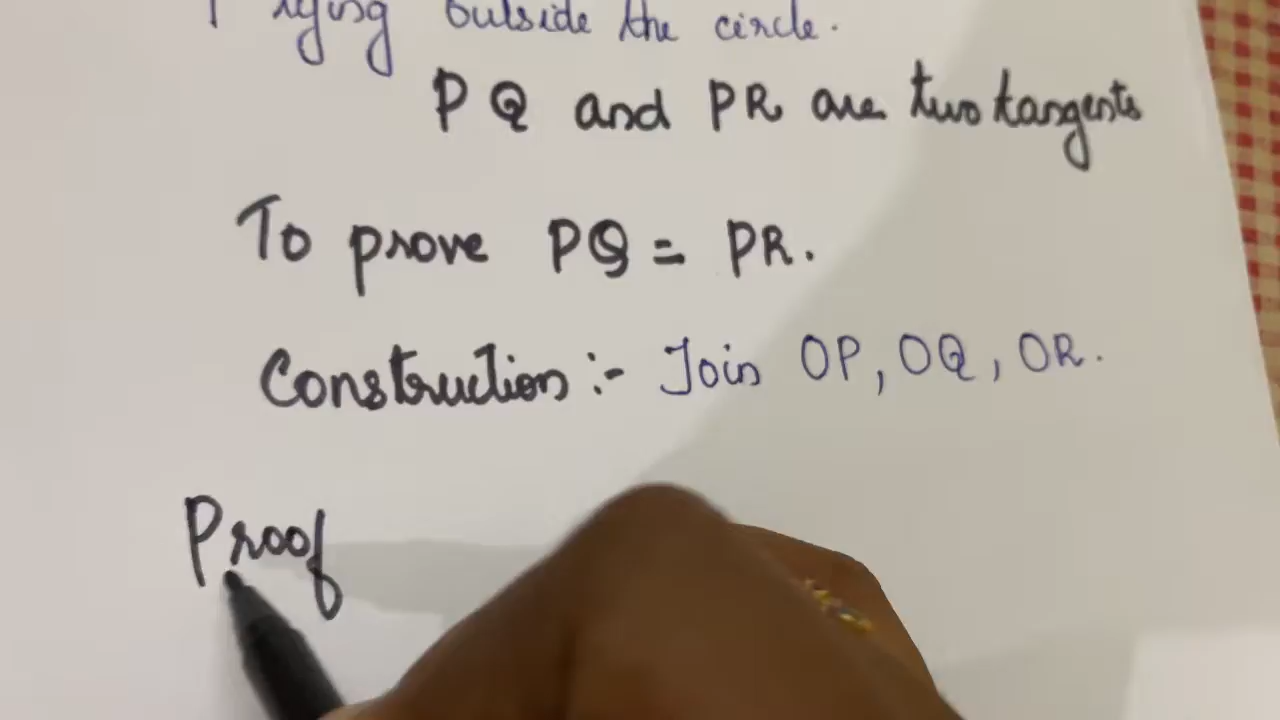 P lying outside the circle.
PQ and PR are two tangents
To prove PQ = PR.
Construction :- Join OP, OQ, OR.
Proof